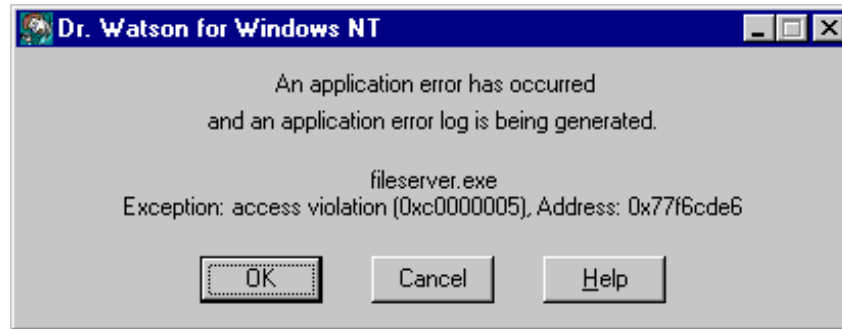 Dr. Watson for Windows NT
An application error has occurred
and an application error log is being generated.
fileserver.exe
Exception: access violation (0xc0000005), Address: 0x77f6cde6
OK Cancel Help